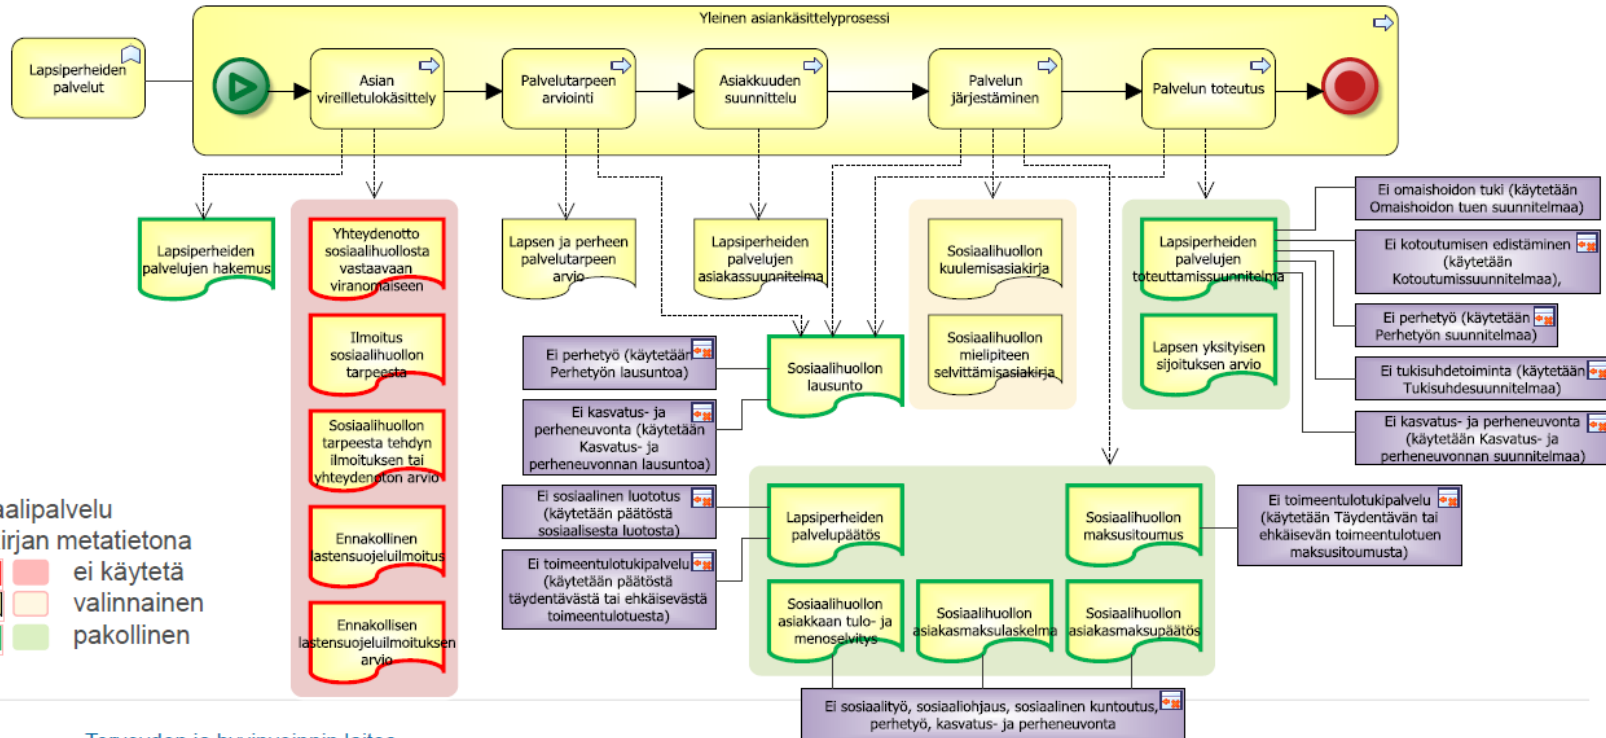 Yleinen asiankäsittelyprosessi
Lapsiperheiden
palvelut
Asian
vireilletulokäsittely
Palvelutarpeen
arviointi
Asiakkuuden
suunnittelu
Palvelun
järjestäminen
Palvelun toteutus
Lapsiperheiden
palvelujen hakemus
Yhteydenotto
sosiaalihuollosta
vastaavaan
viranomaiseen
Ilmoitus
sosiaalihuollon
tarpeesta
Sosiaalihuollon
tarpeesta tehdyn
ilmoituksen tai
yhteydenoton arvio
Ennakollinen
lastensuojeluilmoitus
Ennakollisen
lastensuojeluilmoituksen
arvio
Lapsen ja perheen
palvelutarpeen
arvio
Lapsiperheiden
palvelujen
asiakassuunnitelma
Sosiaalihuollon
kuulemisasiakirja
Sosiaalihuollon
mielipiteen
selvittämisasiakirja
Lapsiperheiden
palvelujen
toteuttamissuunnitelma
Lapsen yksityisen
sijoituksen arvio
Ei omaishoidon tuki (käytetään
Omaishoidon tuen suunnitelmaa)
Ei kotoutumisen edistäminen
(käytetään
Kotoutumissuunnitelmaa),
Ei perhetyö (käytetään
Perhetyön suunnitelmaa)
Ei tukisuhdetoiminta (käytetään
Tukisuhdesuunnitelmaa)
Ei kasvatus- ja perheneuvonta
(käytetään Kasvatus- ja
perheneuvonnan suunnitelmaa)
Ei perhetyö (käytetään
Perhetyön lausuntoa)
Ei kasvatus- ja
perheneuvonta (käytetään
Kasvatus- ja
perheneuvonnan lausuntoa)
Sosiaalihuollon
lausunto
Ei sosiaalinen luototus
(käytetään päätöstä
sosiaalisesta luotosta)
Ei toimeentulotukipalvelu
(käytetään päätöstä
täydentävästä tai ehkäisevästä
toimeentulotuesta)
Lapsiperheiden
palvelupäätös
Sosiaalihuollon
maksusitoumus
Ei toimeentulotukipalvelu
(käytetään Täydentävän tai
ehkäisevän toimeentulotuen
maksusitoumusta)
Sosiaalihuollon
asiakkaan tulo- ja
menoselvitys
Sosiaalihuollon
asiakasmaksulaskelma
Sosiaalihuollon
asiakasmaksupäätös
Ei sosiaalityö, sosiaaliohjaus, sosiaalinen kuntoutus,
perhetyö, kasvatus- ja perheneuvonta
aalipalvelu
irjan metatietona
ei käytetä
valinnainen
pakollinen